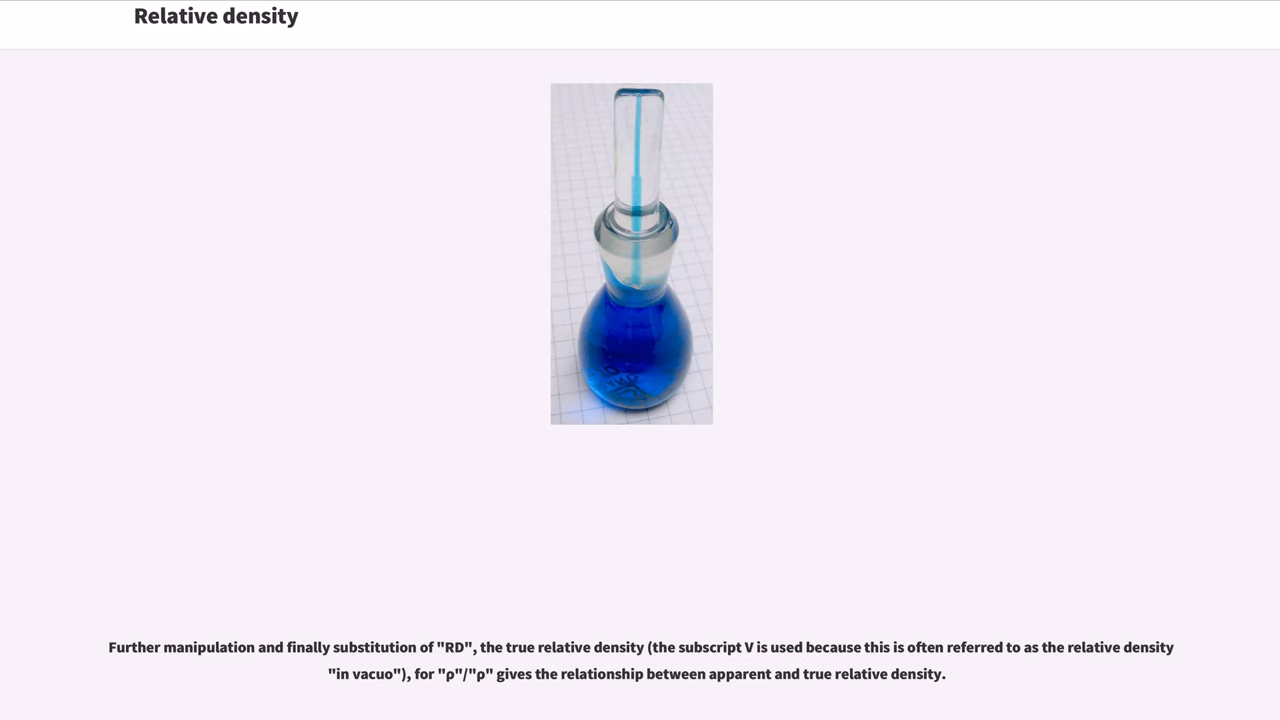 Relative density
Further manipulation and finally substitution of "RD", the true relative density (the subscript V is used because this is often referred to as the relative density
"in vacuo"), for "ρ"/"ρ" gives the relationship between apparent and true relative density.